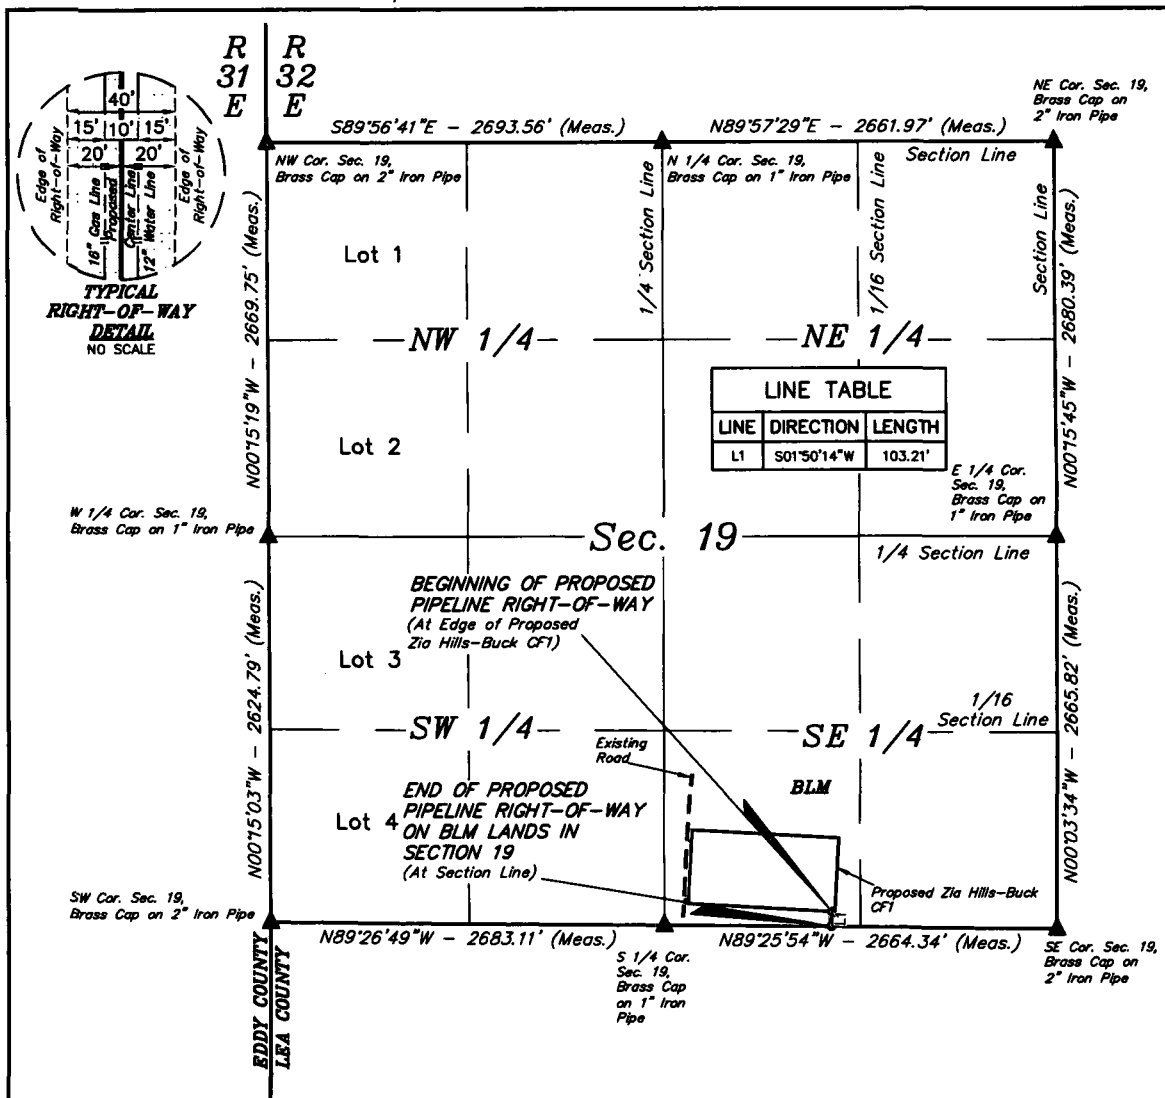 R
31
E
R
32
E
NE Cor. Sec. 19,
Brass Cap on
2" Iron Pipe
S89°56'41"E - 2693.56' (Meas.)
N89°57'29"E - 2661.97' (Meas.)
Section Line
NW Cor. Sec. 19,
Brass Cap on 2" Iron Pipe
N 1/4 Cor. Sec. 19,
Brass Cap on 1" Iron Pipe
40'
15' 10' 15'
20' 20'
Edge of
Right-of-Way
16" Gas Line
Proposed
Center Line
12" Water Line
Edge of
Right-of-Way
TYPICAL
RIGHT-OF-WAY
DETAIL
NO SCALE
N00°15'19"W - 2669.75' (Meas.)
Lot 1
1/4 Section Line
1/16 Section Line
Section Line
N00°15'45"W - 2680.39' (Meas.)
NW 1/4
NE 1/4
LINE TABLE
LINE DIRECTION LENGTH
L1 S01°50'14"W 103.21'
Lot 2
E 1/4 Cor.
Sec. 19,
Brass Cap on
1" Iron Pipe
W 1/4 Cor. Sec. 19,
Brass Cap on 1" Iron Pipe
Sec. 19
1/4 Section Line
BEGINNING OF PROPOSED
PIPELINE RIGHT-OF-WAY
(At Edge of Proposed
Zia Hills-Buck CF1)
N00°15'03"W - 2624.79' (Meas.)
Lot 3
1/16
Section Line
N00°03'34"W - 2665.82' (Meas.)
SW 1/4
SE 1/4
Existing
Road
BLM
END OF PROPOSED
PIPELINE RIGHT-OF-WAY
ON BLM LANDS IN
SECTION 19
(At Section Line)
Lot 4
Proposed Zia Hills-Buck
CF1
L1
SW Cor. Sec. 19,
Brass Cap on 2" Iron Pipe
N89°26'49"W - 2683.11' (Meas.)
N89°25'54"W - 2664.34' (Meas.)
S 1/4 Cor.
Sec. 19,
Brass Cap
on 1" Iron
Pipe
SE Cor. Sec. 19,
Brass Cap on
2" Iron Pipe
EDDY COUNTY
LEA COUNTY